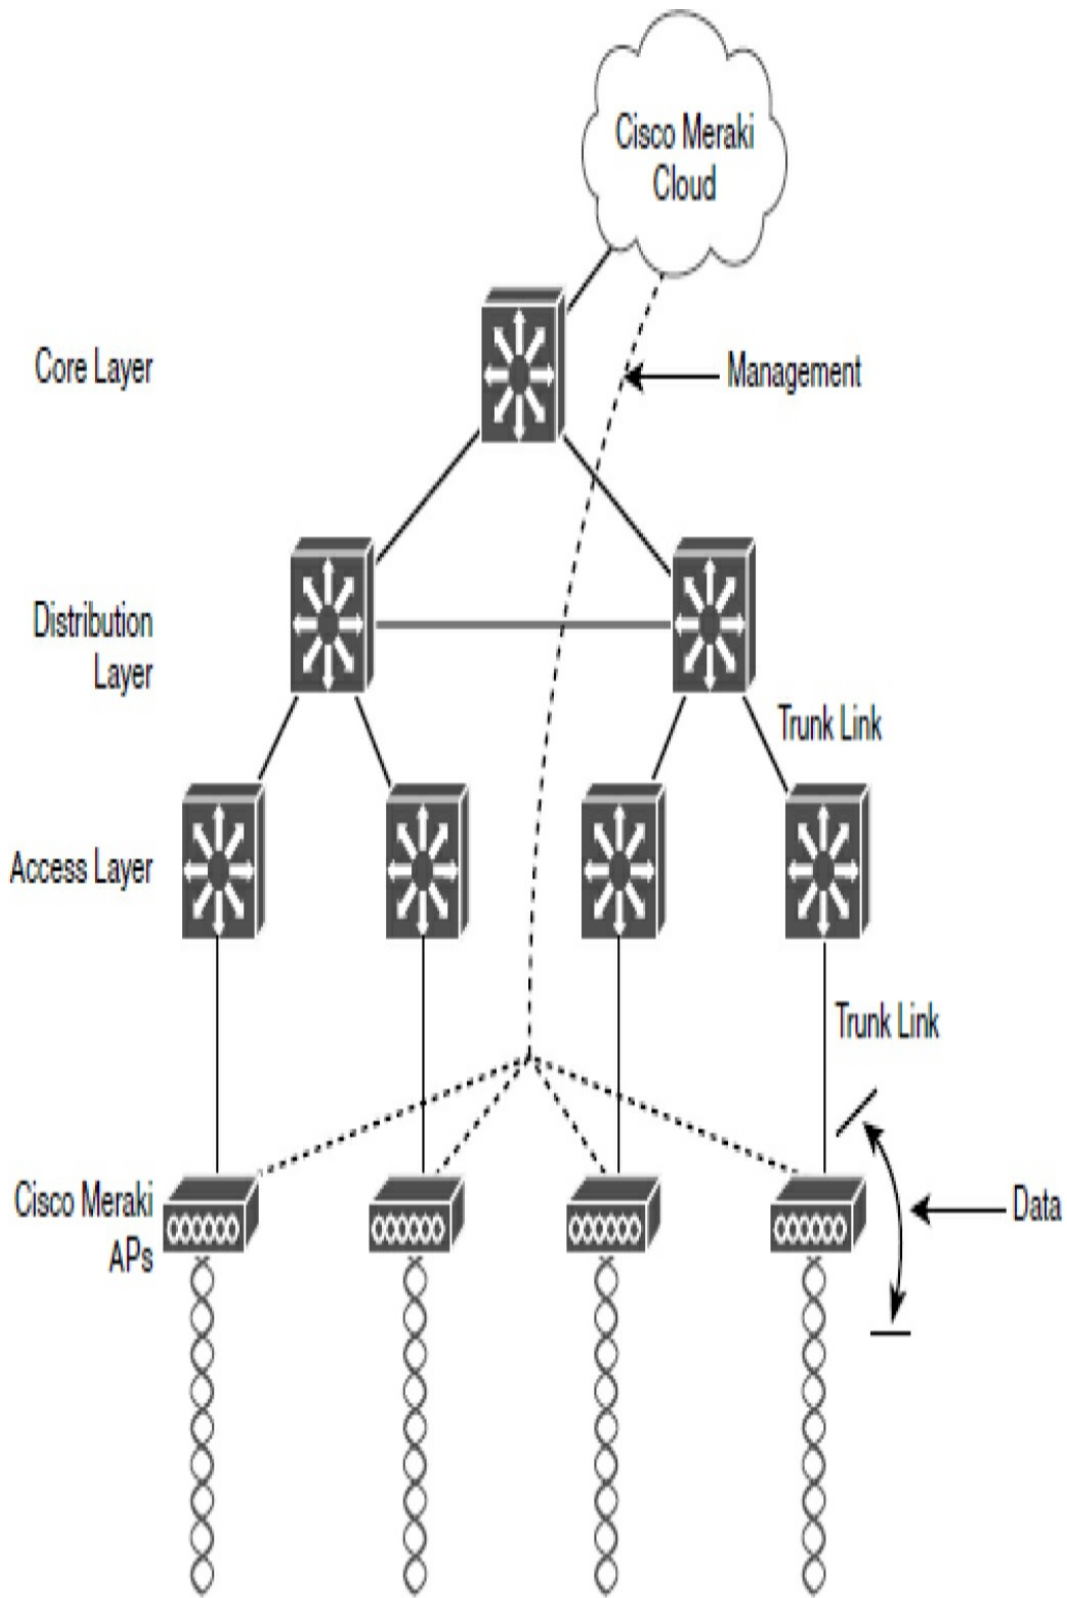 Cisco Meraki
Cloud
Core Layer
Management
Distribution
Layer
Trunk Link
Access Layer
Trunk Link
Cisco Meraki
APs
Data